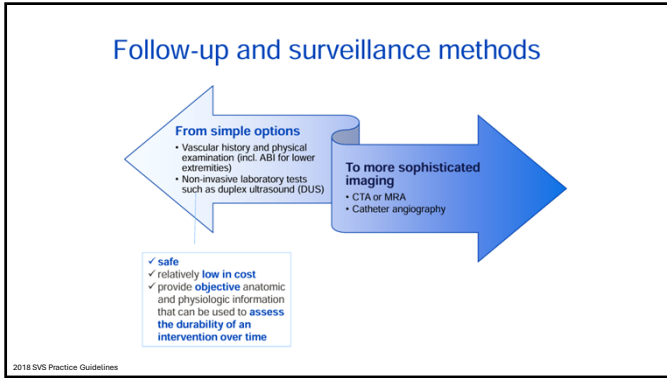 Follow-up and surveillance methods
From simple options
• Vascular history and physical
examination (incl. ABI for lower
extremities)
• Non-invasive laboratory tests
such as duplex ultrasound (DUS)
To more sophisticated
imaging
• CTA or MRA
• Catheter angiography
✓ safe
✓ relatively low in cost
✓ provide objective anatomic
and physiologic information
that can be used to assess
the durability of an
intervention over time
2018 SVS Practice Guidelines